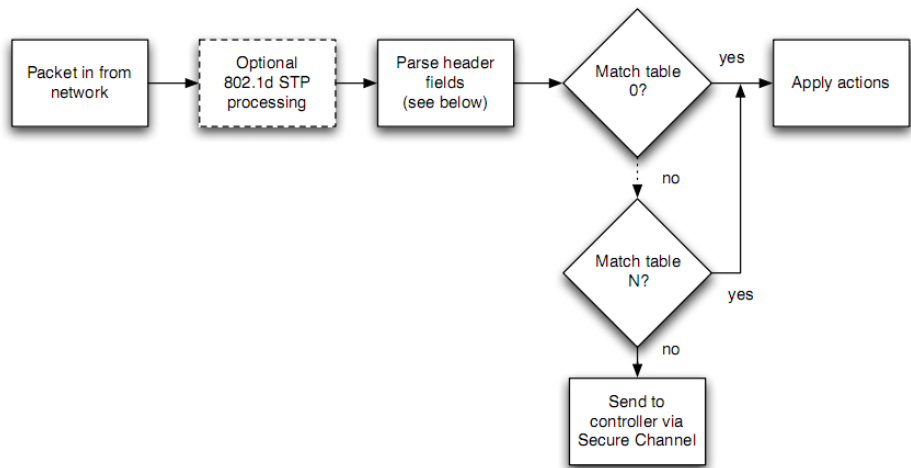 Packet in from
network
Optional
802.1d STP
processing
Parse header
fields
(see below)
Match table
0?
yes
Apply actions
no
Match table
N?
yes
no
Send to
controller via
Secure Channel